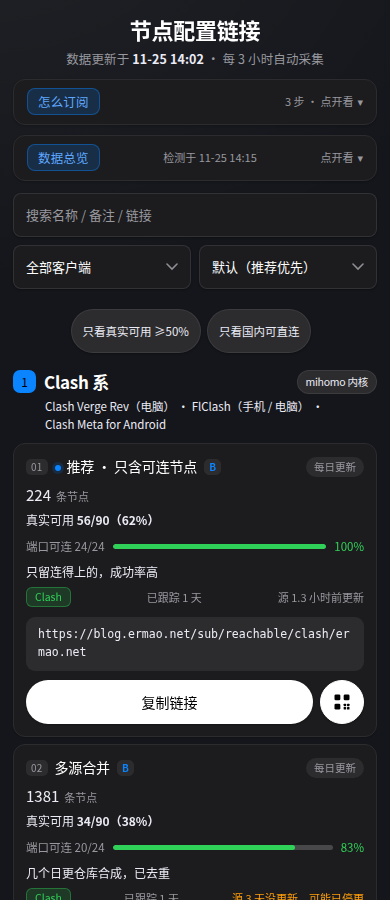 节点配置链接
数据更新于 11-25 14:02 · 每 3 小时自动采集
怎么订阅 3 步 · 点开看 ▾
数据总览 检测于 11-25 14:15 点开看 ▾
搜索名称 / 备注 / 链接
全部客户端 默认（推荐优先）
只看真实可用 ≥50% 只看国内可直连
1 Clash 系 mihomo 内核
Clash Verge Rev（电脑） · FlClash（手机 / 电脑） ·
Clash Meta for Android
01 推荐 · 只含可连节点 B 每日更新
224 条节点
真实可用 56/90（62%）
端口可连 24/24 100%
只留连得上的，成功率高
Clash 已跟踪 1 天 源 1.3 小时前更新
https://blog.ermao.net/sub/reachable/clash/er
mao.net
复制链接
02 多源合并 B 每日更新
1381 条节点
真实可用 34/90（38%）
端口可连 20/24 83%
几个日更仓库合成，已去重
Clash 已跟踪 1 天 源 3 天没更新，可能已停更